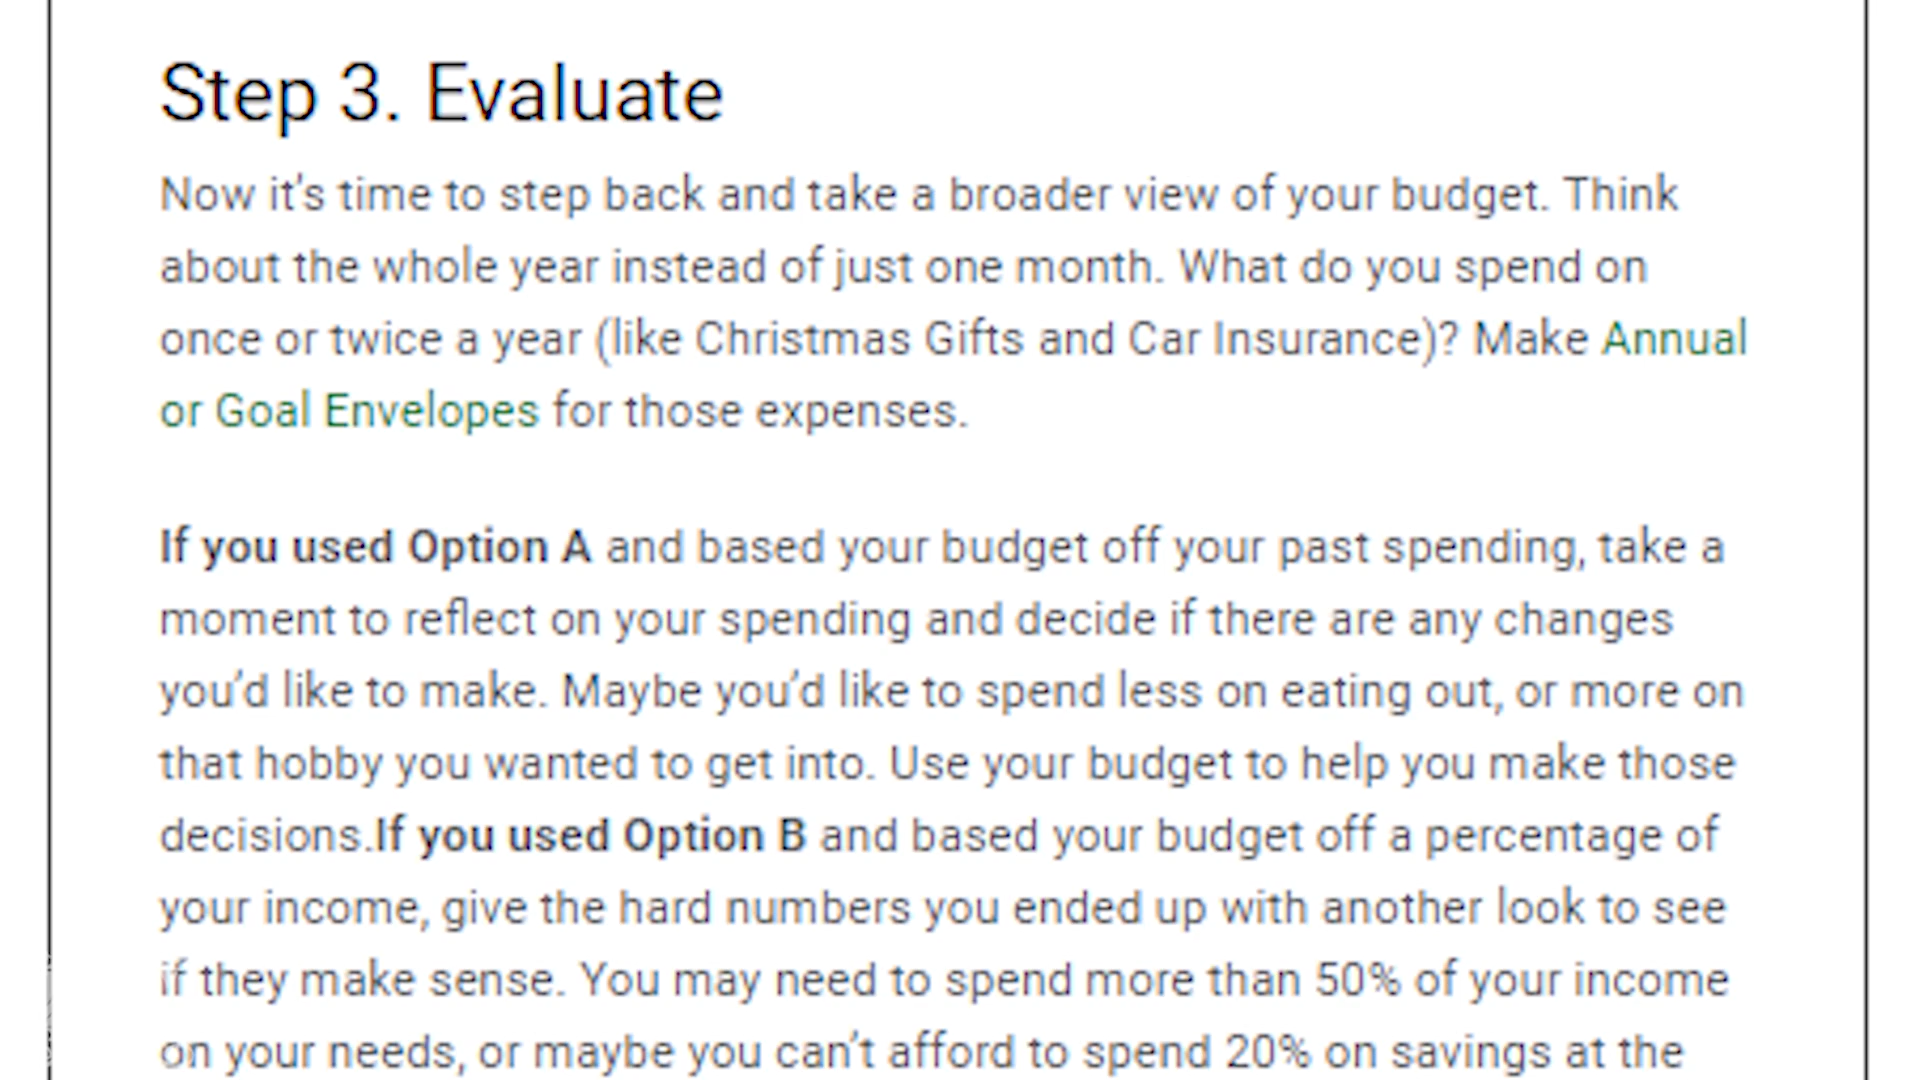 Step 3. Evaluate
Now it's time to step back and take a broader view of your budget. Think
about the whole year instead of just one month. What do you spend on
once or twice a year (like Christmas Gifts and Car Insurance)? Make Annual
or Goal Envelopes for those expenses.
If you used Option A and based your budget off your past spending, take a
moment to reflect on your spending and decide if there are any changes
you'd like to make. Maybe you'd like to spend less on eating out, or more on
that hobby you wanted to get into. Use your budget to help you make those
decisions.If you used Option B and based your budget off a percentage of
your income, give the hard numbers you ended up with another look to see
if they make sense. You may need to spend more than 50% of your income
on your needs, or maybe you can't afford to spend 20% on savings at the